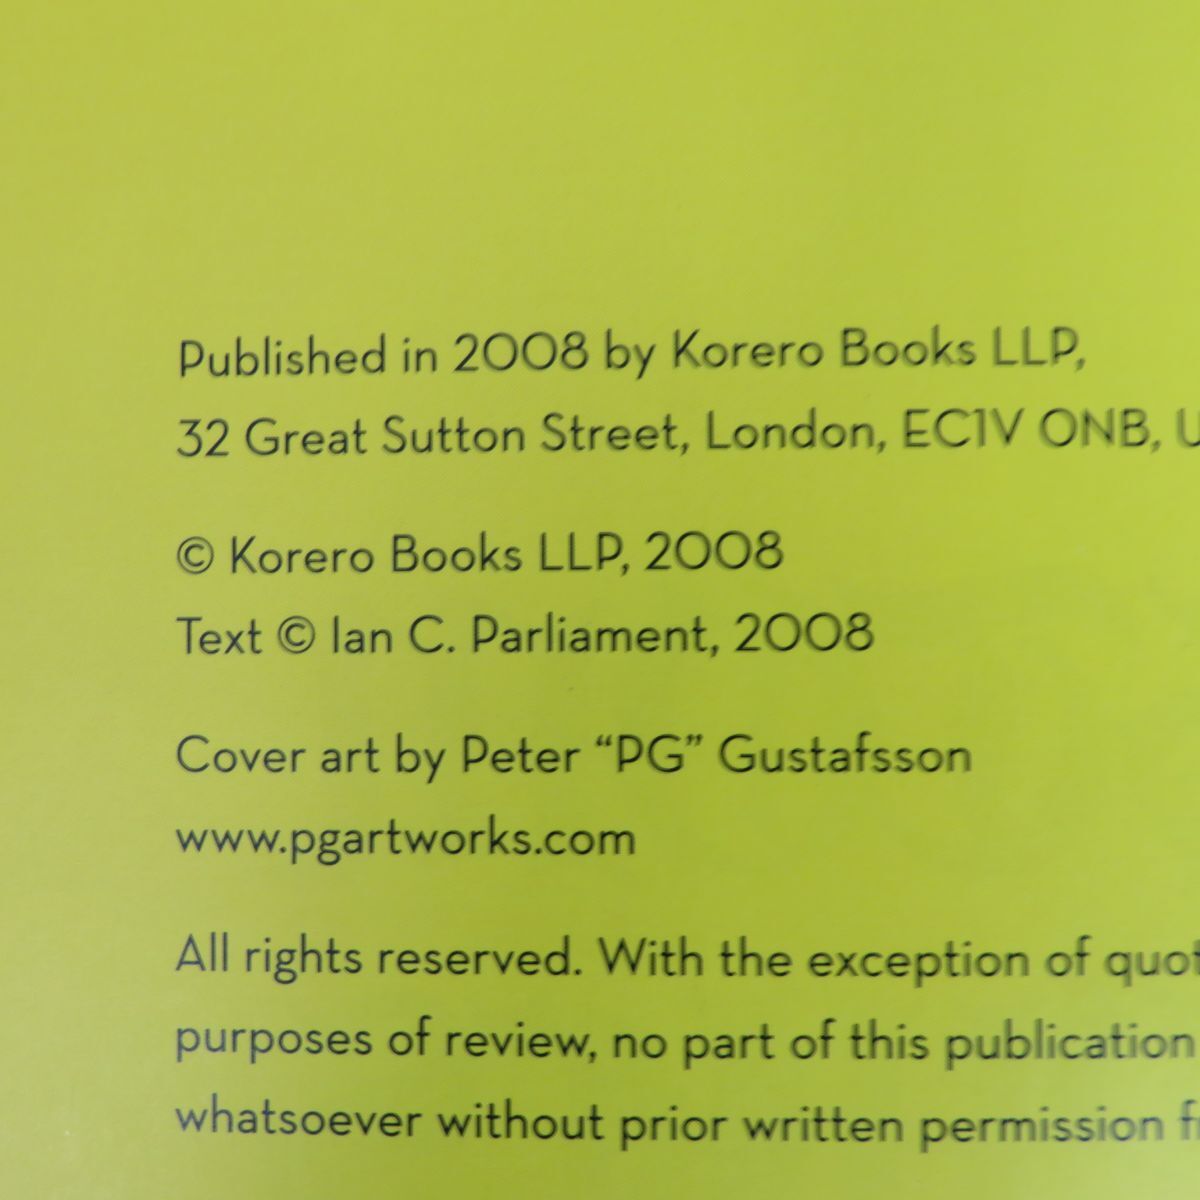 Published in 2008 by Korero Books LLP,
32 Great Sutton Street, London, EC1V 0NB,
© Korero Books LLP, 2008
Text © Ian C. Parliament, 2008
Cover art by Peter “PG” Gustafsson
www.pgartworks.com
All rights reserved. With the exception of
purposes of review, no part of this publication
whatsoever without prior written permission